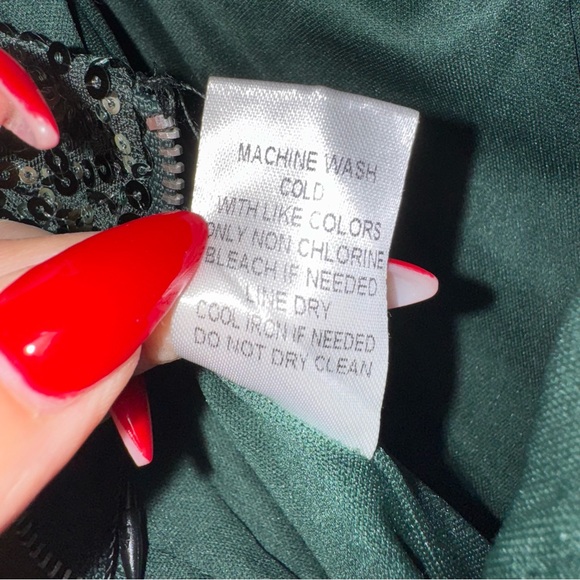 MACHINE WASH
COLD
WITH LIKE COLORS
ONLY NON CHLORINE
BLEACH IF NEEDED
LINE DRY
COOL IRON IF NEEDED
DO NOT DRY CLEAN